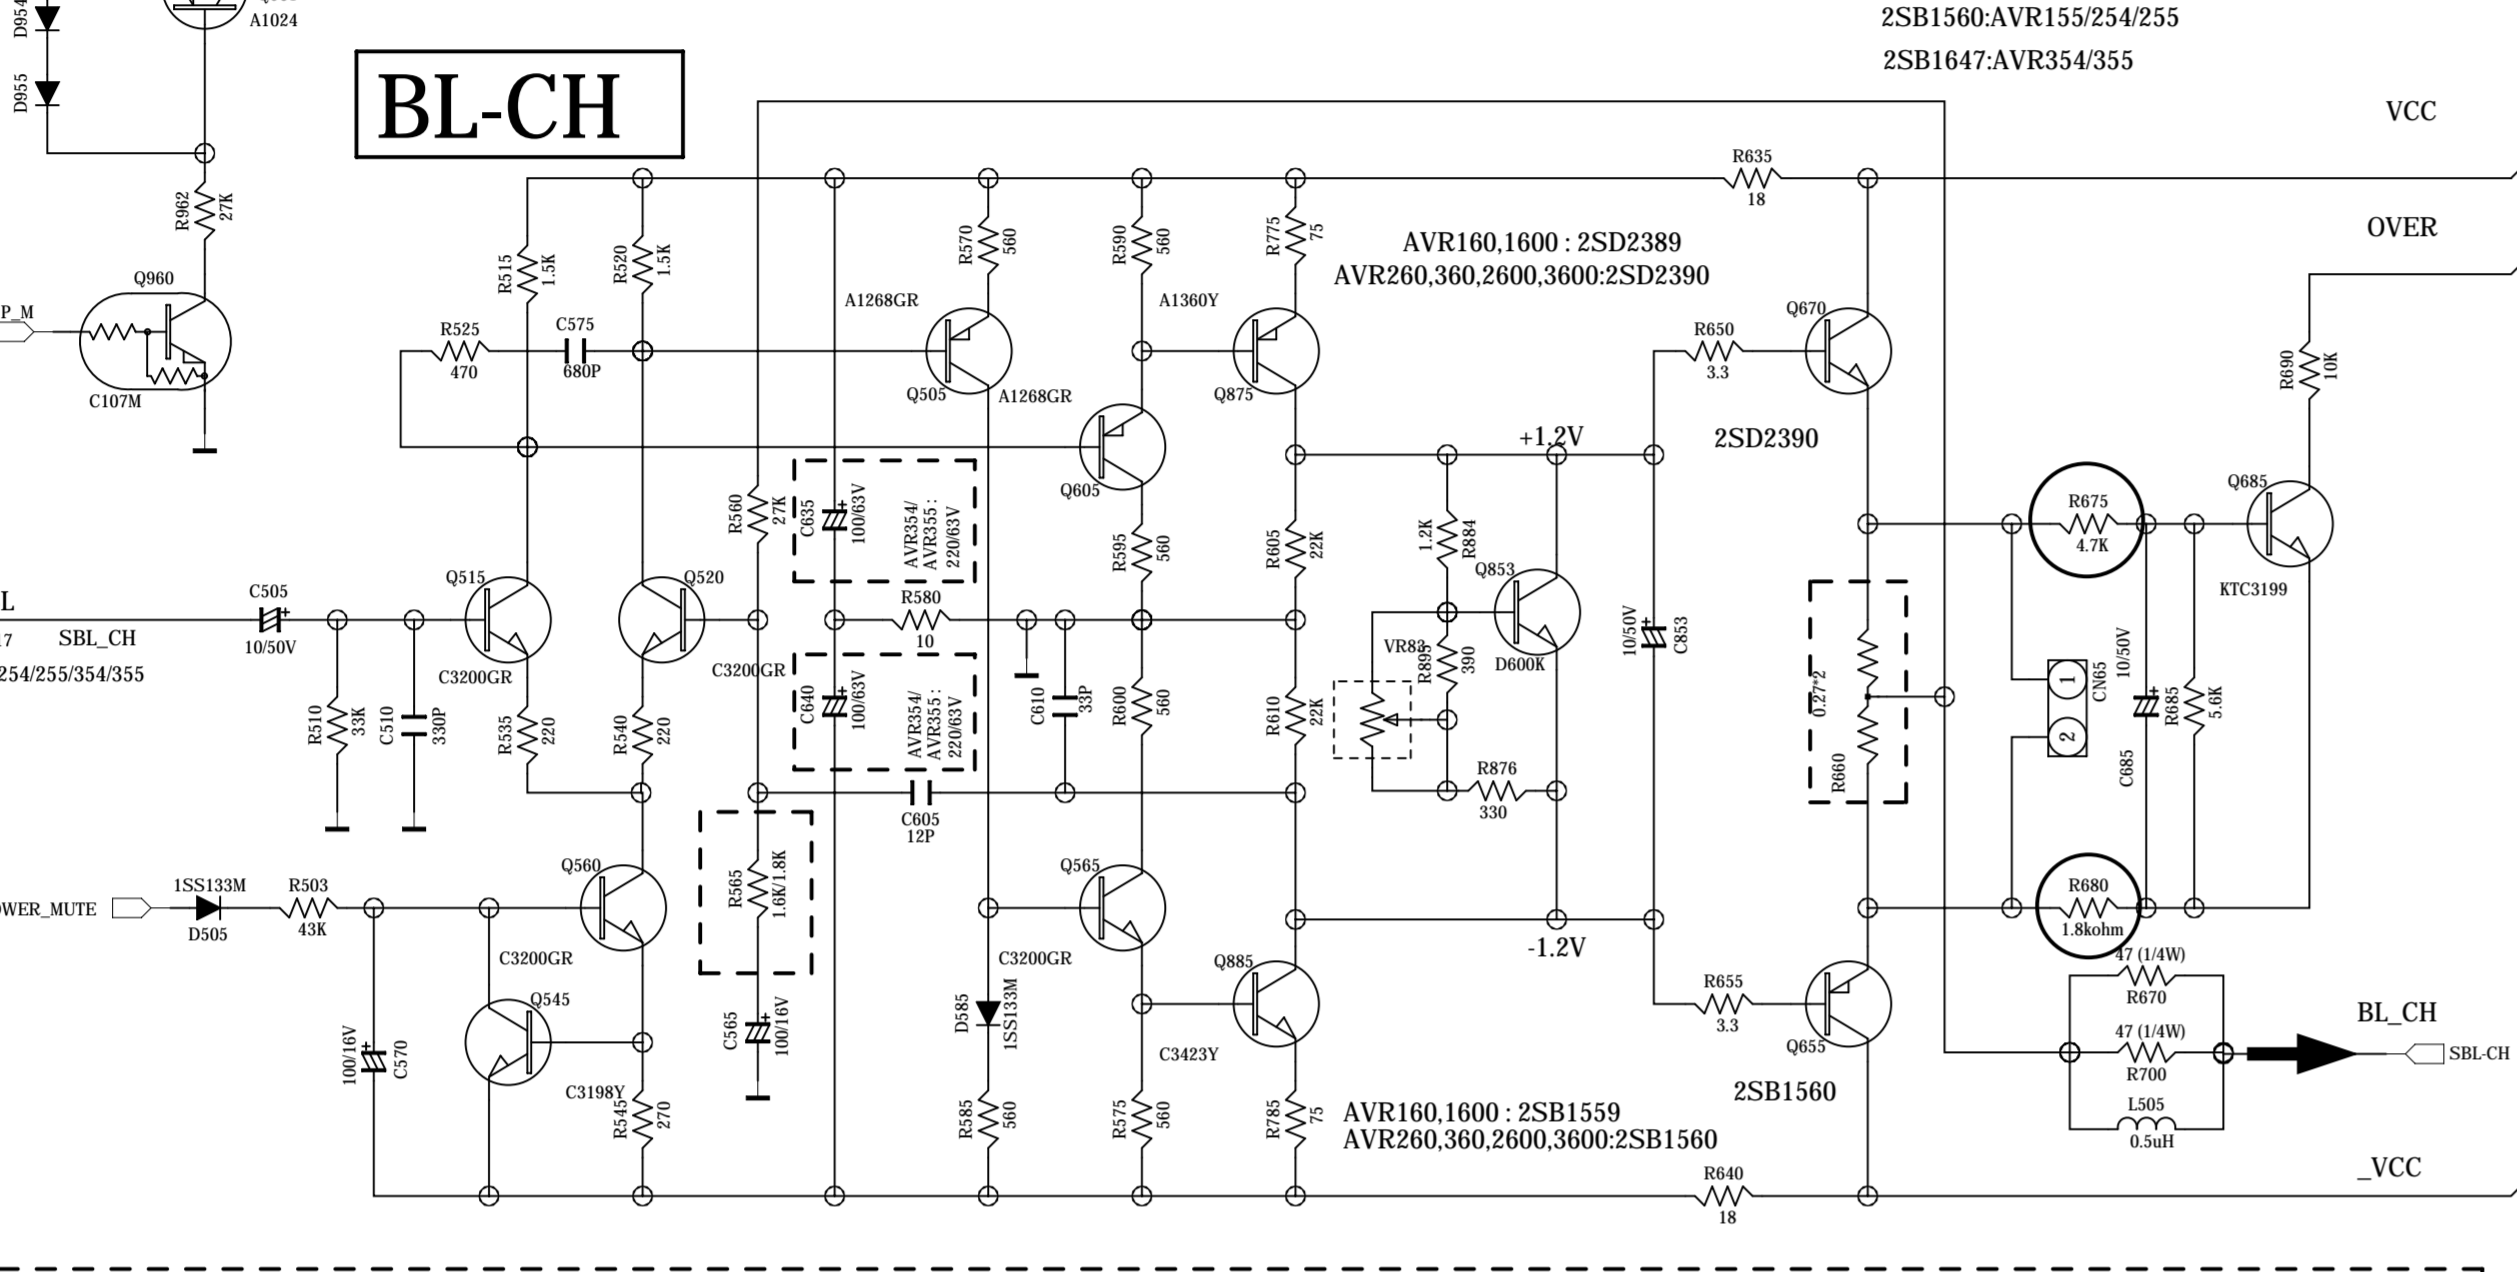 D954
A1024
2SB1560:AVR155/254/255
2SB1647:AVR354/355
D955
BL-CH
VCC
R635
18
R962
27K
OVER
R515
1.5K
R520
1.5K
R570
560
R590
560
R775
75
AVR160,1600 : 2SD2389
AVR260,360,2600,3600:2SD2390
Q960
C107M
P_M
R525
470
C575
680P
A1268GR
Q505
A1268GR
A1360Y
Q875
R650
3.3
Q670
2SD2390
R690
10K
Q605
+1.2V
R560
27K
C635
100/63V
AVR354/
AVR355 :
220/63V
R595
560
R605
22K
1.2K
R884
Q853
D600K
R675
4.7K
Q685
KTC3199
L
17
SBL_CH
254/255/354/355
C505
10/50V
Q515
C3200GR
Q520
C3200GR
R580
10
VR83
R895
390
10/50V
C853
R510
33K
C510
330P
R535
220
R540
220
C640
100/63V
AVR354/
AVR355 :
220/63V
C610
33P
R600
560
R610
22K
0.27*2
R660
1
2
CN65
10/50V
C685
R685
5.6K
R876
330
C605
12P
OWER_MUTE
1SS133M
D505
R503
43K
Q560
C3200GR
R565
1.6K/1.8K
Q565
C3200GR
R680
1.8kohm
-1.2V
Q545
C3198Y
100/16V
C570
R545
270
C565
100/16V
D585
1SS133M
Q885
C3423Y
R655
3.3
Q655
2SB1560
47 (1/4W)
R670
47 (1/4W)
R700
L505
0.5uH
BL_CH
SBL-CH
R585
560
R575
560
R785
75
AVR160,1600 : 2SB1559
AVR260,360,2600,3600:2SB1560
R640
18
_VCC